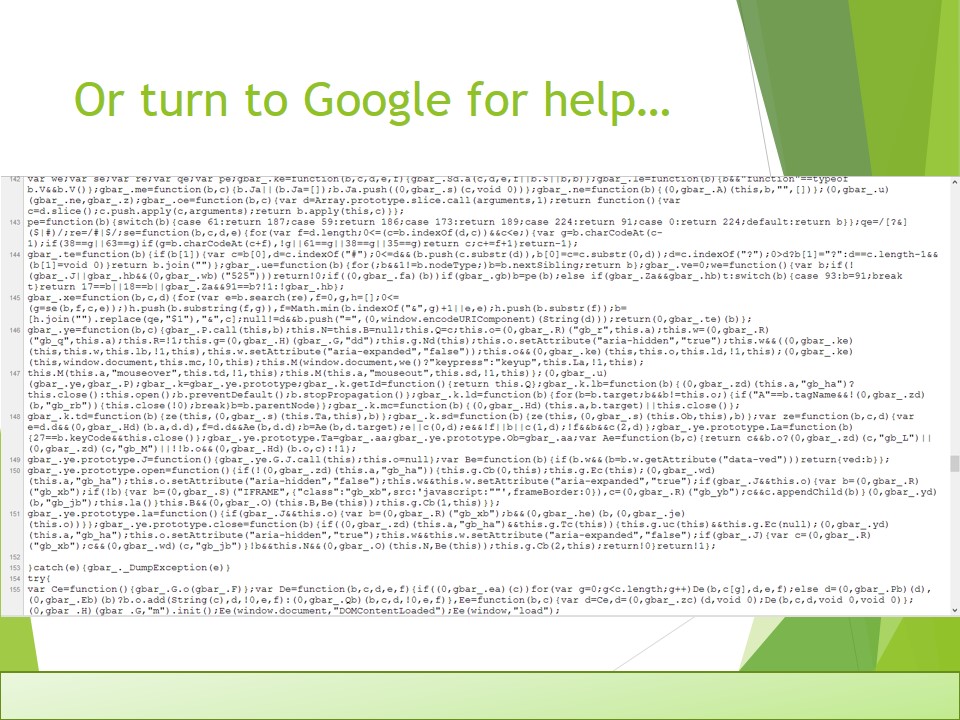 Or turn to Google for help…
142 var we;var se;var re;var qe;var pe;gbar_.ke=function(b,c,d,e,f){gbar_.Sd.a(c,d,e,f||b.$||b,b)};gbar_.le=function(b){b&&"function"==typeof
b.V&&b.V()};gbar_.me=function(b,c){b.Ja||(b.Ja=[]);b.Ja.push((0,gbar_.s)(c,void 0))};gbar_.ne=function(b){(0,gbar_.A)(this,b,"",[])};(0,gbar_.u)
(gbar_.ne,gbar_.z);gbar_.oe=function(b,c){var d=Array.prototype.slice.call(arguments,1);return function(){var
c=d.slice();c.push.apply(c,arguments);return b.apply(this,c)}};
143 pe=function(b){switch(b){case 61:return 187;case 59:return 186;case 173:return 189;case 224:return 91;case 0:return 224;default:return b}};qe=/[?&]
($|#)/;re=/#|$/;se=function(b,c,d,e){for(var f=d.length;0<=(c=b.indexOf(d,c))&&c<e;){var g=b.charCodeAt(c-
1);if(38==g||63==g)if(g=b.charCodeAt(c+f),!g||61==g||38==g||35==g)return c;c+=f+1}return-1};
144 gbar_.te=function(b){if(b[1]){var c=b[0],d=c.indexOf("#");0<=d&&(b.push(c.substr(d)),b[0]=c=c.substr(0,d));d=c.indexOf("?");0>d?b[1]="?":d==c.length-1&&
(b[1]=void 0)}return b.join("")};gbar_.ue=function(b){for(;b&&1!=b.nodeType;)b=b.nextSibling;return b};gbar_.ve=0;we=function(){var b;if(!
(gbar_.J||gbar_.hb&&(0,gbar_.wb)("525")))return!0;if((0,gbar_.fa)(b))if(gbar_.gb)b=pe(b);else if(gbar_.Za&&gbar_.hb)t:switch(b){case 93:b=91;break
t}return 17==b||18==b||gbar_.Za&&91==b?!1:!gbar_.hb};
145 gbar_.xe=function(b,c,d){for(var e=b.search(re),f=0,g,h=[];0<=
(g=se(b,f,c,e));)h.push(b.substring(f,g)),f=Math.min(b.indexOf("&",g)+1||e,e);h.push(b.substr(f));b=
[h.join("").replace(qe,"$1"),"&",c];null!=d&&b.push("=",(0,window.encodeURIComponent)(String(d)));return(0,gbar_.te)(b)};
146 gbar_.ye=function(b,c){gbar_.P.call(this,b);this.N=this.B=null;this.Q=c;this.o=(0,gbar_.R)("gb_r",this.a);this.w=(0,gbar_.R)
("gb_q",this.a);this.R=!1;this.g=(0,gbar_.H)(gbar_.G,"dd");this.g.Nd(this);this.o.setAttribute("aria-hidden","true");this.w&&((0,gbar_.ke)
(this,this.w,this.lb,!1,this),this.w.setAttribute("aria-expanded","false"));this.o&&(0,gbar_.ke)(this,this.o,this.ld,!1,this);(0,gbar_.ke)
(this,window.document,this.mc,!0,this);this.M(window.document,we()?"keypress":"keyup",this.La,!1,this);
147 this.M(this.a,"mouseover",this.td,!1,this);this.M(this.a,"mouseout",this.sd,!1,this)};(0,gbar_.u)
(gbar_.ye,gbar_.P);gbar_.k=gbar_.ye.prototype;gbar_.k.getId=function(){return this.Q};gbar_.k.lb=function(b){(0,gbar_.zd)(this.a,"gb_ha")?
this.close():this.open();b.preventDefault();b.stopPropagation()};gbar_.k.ld=function(b){for(b=b.target;b&&b!=this.o;){if("A"==b.tagName&&!(0,gbar_.zd)
(b,"gb_rb")){this.close(!0);break}b=b.parentNode}};gbar_.k.mc=function(b){(0,gbar_.Hd)(this.a,b.target)||this.close()};
148 gbar_.k.td=function(b){ze(this,(0,gbar_.s)(this.Ta,this),b)};gbar_.k.sd=function(b){ze(this,(0,gbar_.s)(this.Ob,this),b)};var ze=function(b,c,d){var
e=d.d&&(0,gbar_.Hd)(b.a,d.d),f=d.d&&Ae(b,d.d);b=Ae(b,d.target);e||c(0,d);e&&!f||b||c(1,d);!f&&b&&c(2,d)};gbar_.ye.prototype.La=function(b)
{27==b.keyCode&&this.close()};gbar_.ye.prototype.Ta=gbar_.aa;gbar_.ye.prototype.Ob=gbar_.aa;var Ae=function(b,c){return c&&b.o?(0,gbar_.zd)(c,"gb_L")||
(0,gbar_.zd)(c,"gb_M")||!!b.o&&(0,gbar_.Hd)(b.o,c):!1};
149 gbar_.ye.prototype.J=function(){gbar_.ye.G.J.call(this);this.o=null};var Be=function(b){if(b.w&&(b=b.w.getAttribute("data-ved")))return{ved:b}};
150 gbar_.ye.prototype.open=function(){if(!(0,gbar_.zd)(this.a,"gb_ha")){this.g.Cb(0,this);this.g.Ec(this);(0,gbar_.wd)
(this.a,"gb_ha");this.o.setAttribute("aria-hidden","false");this.w&&this.w.setAttribute("aria-expanded","true");if(gbar_.J&&this.o){var b=(0,gbar_.R)
("gb_xb");if(!b){var b=(0,gbar_.S)("IFRAME",{"class":"gb_xb",src:'javascript:""',frameBorder:0}),c=(0,gbar_.R)("gb_yb");c&&c.appendChild(b)}(0,gbar_.yd)
(b,"gb_jb");this.la()}this.B&&(0,gbar_.O)(this.B,Be(this));this.g.Cb(1,this)}};
151 gbar_.ye.prototype.la=function(){if(gbar_.J&&this.o){var b=(0,gbar_.R)("gb_xb");b&&(0,gbar_.he)(b,(0,gbar_.je)
(this.o))}};gbar_.ye.prototype.close=function(b){if((0,gbar_.zd)(this.a,"gb_ha")&&this.g.Tc(this)){this.g.uc(this)&&this.g.Ec(null);(0,gbar_.yd)
(this.a,"gb_ha");this.o.setAttribute("aria-hidden","true");this.w&&this.w.setAttribute("aria-expanded","false");if(gbar_.J){var c=(0,gbar_.R)
("gb_xb");c&&(0,gbar_.wd)(c,"gb_jb")}!b&&this.N&&(0,gbar_.O)(this.N,Be(this));this.g.Cb(2,this);return!0}return!1};
152
153 }catch(e){gbar_._DumpException(e)}
154 try{
155 var Ce=function(){gbar_.G.o(gbar_.F)};var De=function(b,c,d,e,f){if((0,gbar_.ea)(c))for(var g=0;g<c.length;g++)De(b,c[g],d,e,f);else d=(0,gbar_.Pb)(d),
(0,gbar_.Eb)(b)?b.o.add(String(c),d,!0,e,f):(0,gbar_.Qb)(b,c,d,!0,e,f)},Ee=function(b,c){var d=Ce,d=(0,gbar_.zc)(d,void 0);De(b,c,d,void 0,void 0)};
(0,gbar_.H)(gbar_.G,"m").init();Ee(window.document,"DOMContentLoaded");Ee(window,"load");